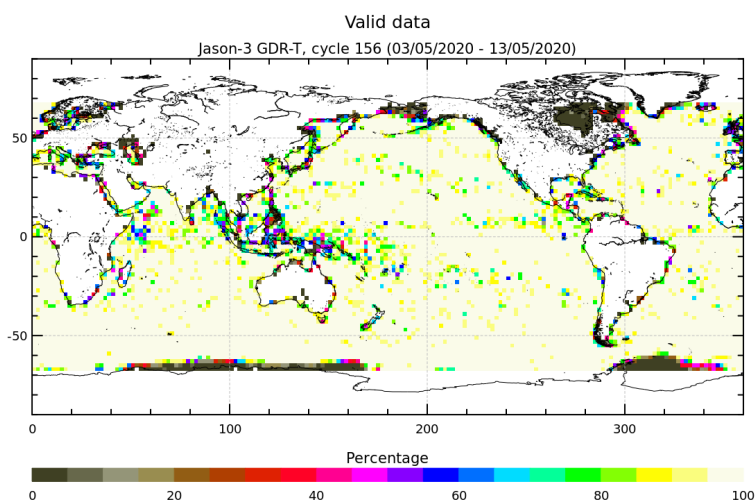 Valid data
Jason-3 GDR-T, cycle 156 (03/05/2020 - 13/05/2020)
50
0
-50
0 100 200 300
Percentage
0 20 40 60 80 100